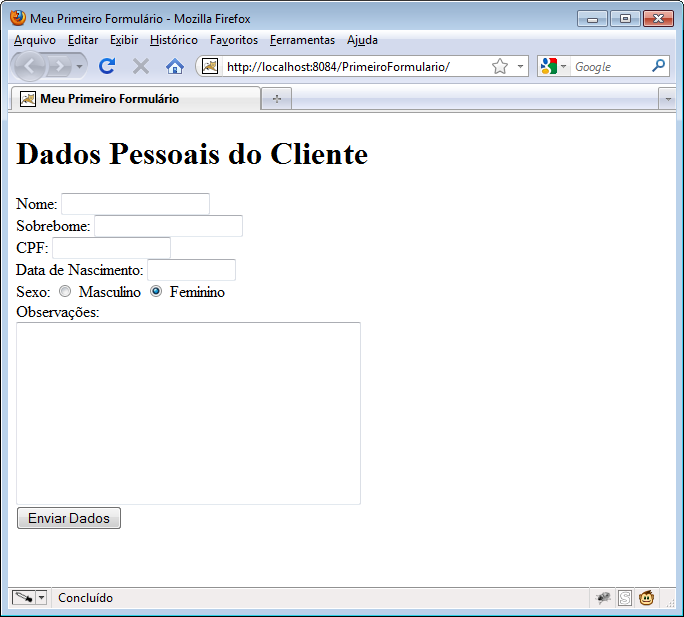 Meu Primeiro Formulário - Mozilla Firefox
Arquivo Editar Exibir Histórico Favoritos Ferramentas Ajuda
http://localhost:8084/PrimeiroFormulario/ Google
Meu Primeiro Formulário
Dados Pessoais do Cliente
Nome:
Sobrebome:
CPF:
Data de Nascimento:
Sexo: Masculino Feminino
Observações:
Enviar Dados
Concluído